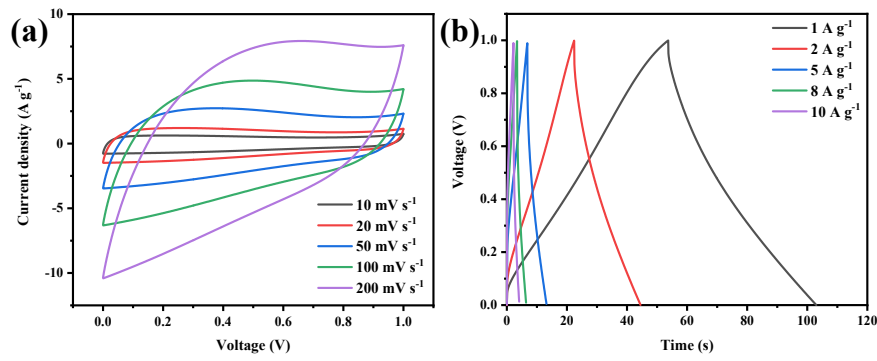 (a)
10
5
0
-5
-10
Current density (A g⁻¹)
10 mV s⁻¹
20 mV s⁻¹
50 mV s⁻¹
100 mV s⁻¹
200 mV s⁻¹
0.0 0.2 0.4 0.6 0.8 1.0
Voltage (V)
(b)
1.0
0.8
0.6
0.4
0.2
0.0
Voltage (V)
1 A g⁻¹
2 A g⁻¹
5 A g⁻¹
8 A g⁻¹
10 A g⁻¹
0 20 40 60 80 100 120
Time (s)